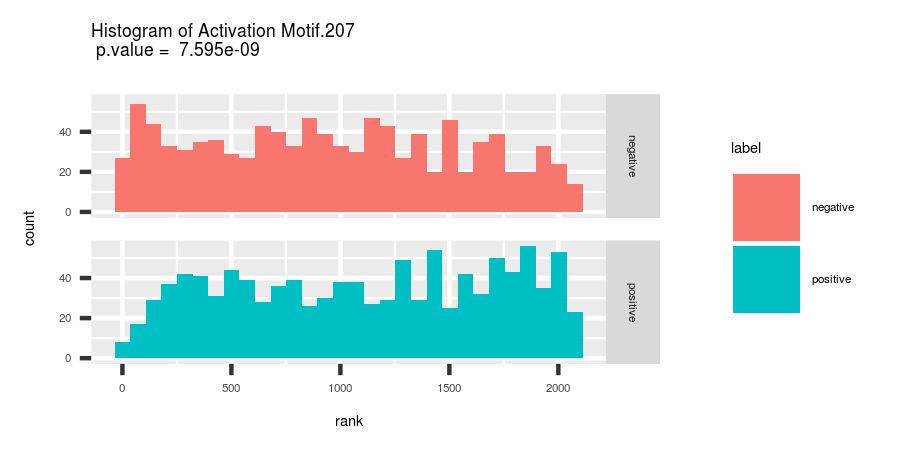 Histogram of Activation Motif.207
p.value = 7.595e-09
count
40
20
0
negative
40
20
0
positive
0 500 1000 1500 2000
rank
label
negative
positive